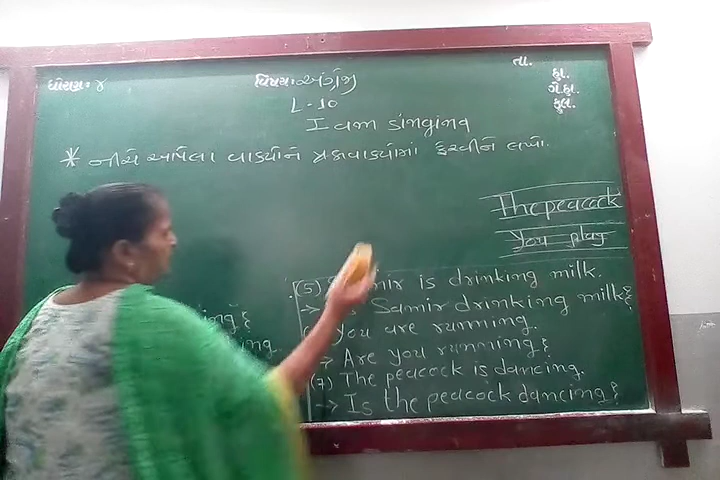 તા.
ધોરણ: ૪
વિષય: અંગ્રેજી
કુ.
ગે.હા.
કુલ.
L-10
I am singing
* નીચે આપેલા વાક્યોને પ્રશ્નવાક્યોમાં ફેરવીને લખો.
The peacock
You play
(5) is drinking milk.
→ Samir drinking milk?
You are running.
→ Are you running?
(7) The peacock is dancing.
→ Is the peacock dancing?